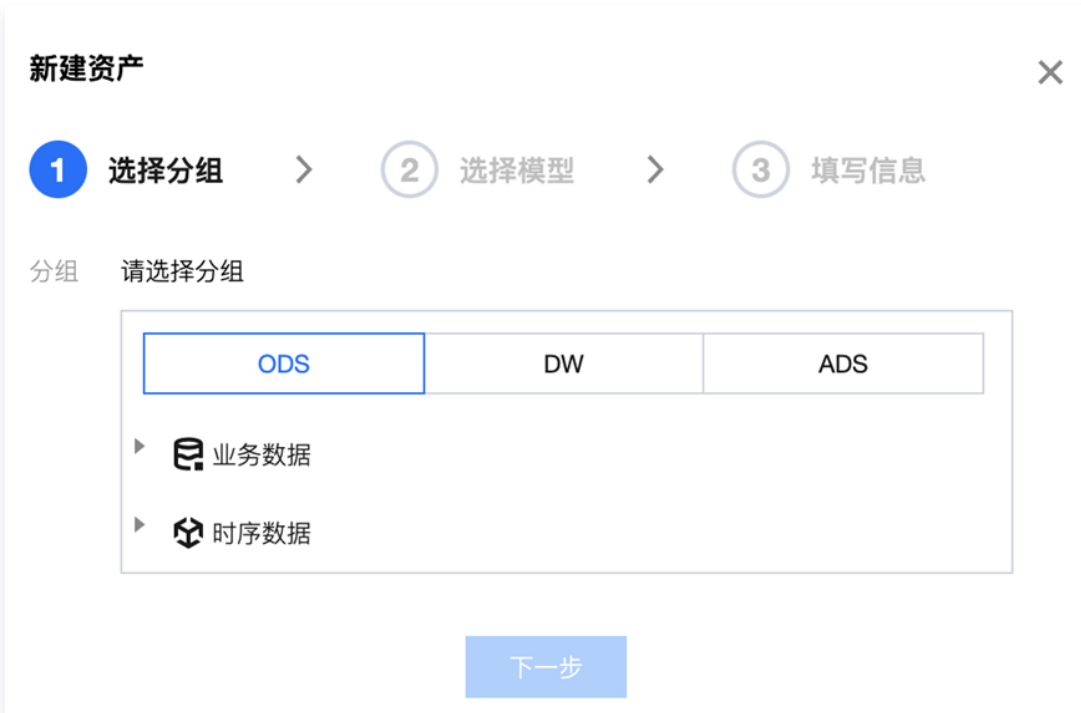 新建资产
1 选择分组 2 选择模型 3 填写信息
分组 请选择分组
ODS DW ADS
业务数据
时序数据
下一步